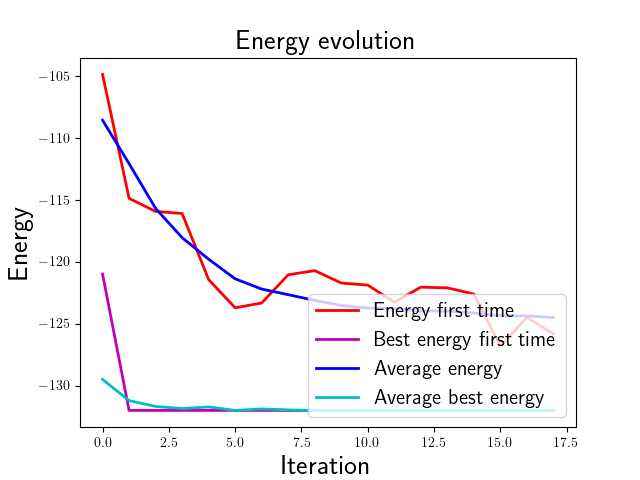 Energy evolution
Energy
−105
−110
−115
−120
−125
−130
Energy first time
Best energy first time
Average energy
Average best energy
0.0 2.5 5.0 7.5 10.0 12.5 15.0 17.5
Iteration